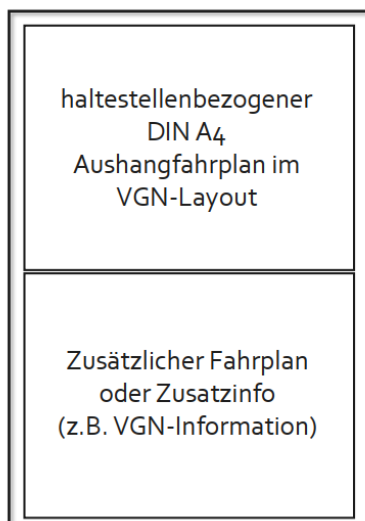 haltestellenbezogener
DIN A4
Aushangfahrplan im
VGN-Layout
Zusätzlicher Fahrplan
oder Zusatzinfo
(z.B. VGN-Information)